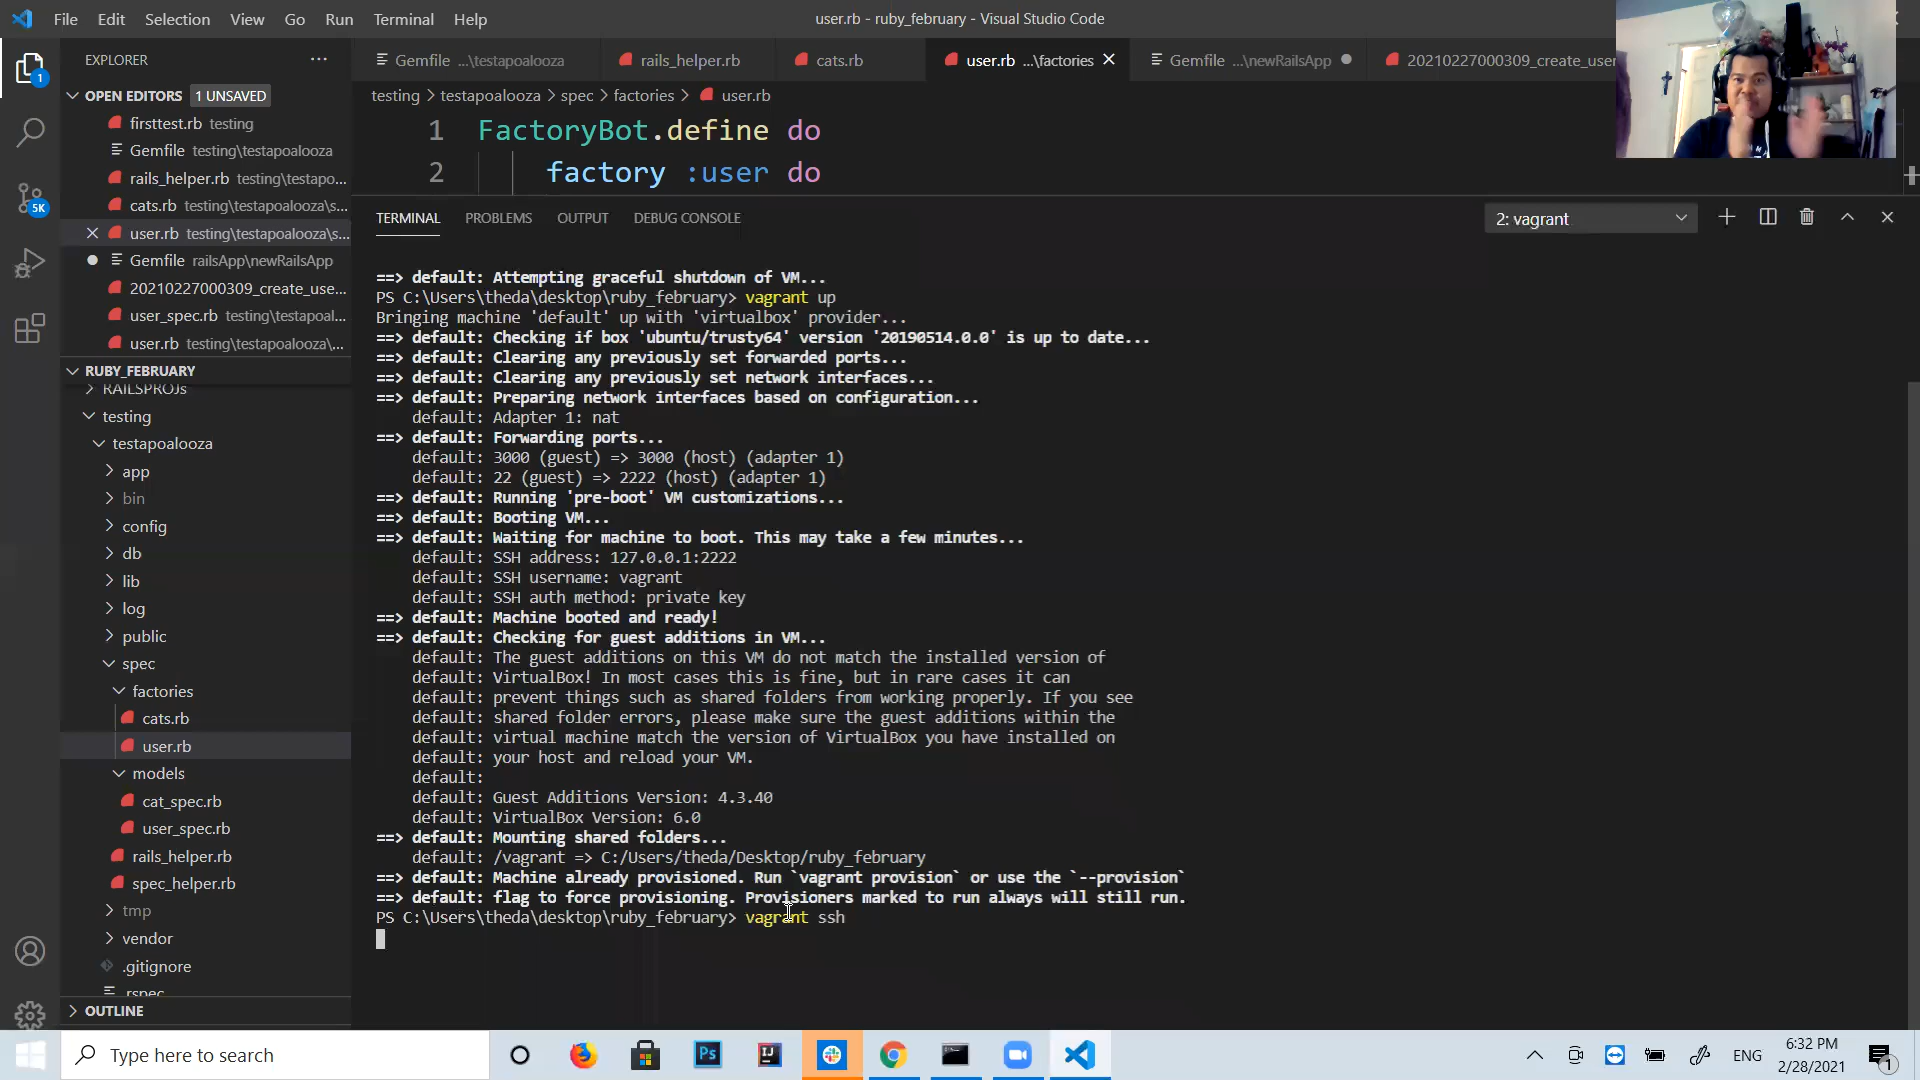 File Edit Selection View Go Run Terminal Help
user.rb - ruby_february - Visual Studio Code
EXPLORER
OPEN EDITORS 1 UNSAVED
firsttest.rb testing
Gemfile testing\testapoalooza
rails_helper.rb testing\testapo...
cats.rb testing\testapoalooza\s...
user.rb testing\testapoalooza\s...
Gemfile railsApp\newRailsApp
20210227000309_create_use...
user_spec.rb testing\testapoal...
user.rb testing\testapoalooza\...
RUBY_FEBRUARY
RAILSPROJs
testing
testapoalooza
app
bin
config
db
lib
log
public
spec
factories
cats.rb
user.rb
models
cat_spec.rb
user_spec.rb
rails_helper.rb
spec_helper.rb
tmp
vendor
.gitignore
.rspec
OUTLINE
1
5K
Gemfile ...\testapoalooza
rails_helper.rb
cats.rb
user.rb ...\factories
Gemfile ...\newRailsApp
20210227000309_create_user
testing > testapoalooza > spec > factories > user.rb
1 FactoryBot.define do
2 factory :user do
TERMINAL PROBLEMS OUTPUT DEBUG CONSOLE
2: vagrant
==> default: Attempting graceful shutdown of VM...
PS C:\Users\theda\desktop\ruby_february> vagrant up
Bringing machine 'default' up with 'virtualbox' provider...
==> default: Checking if box 'ubuntu/trusty64' version '20190514.0.0' is up to date...
==> default: Clearing any previously set forwarded ports...
==> default: Clearing any previously set network interfaces...
==> default: Preparing network interfaces based on configuration...
default: Adapter 1: nat
==> default: Forwarding ports...
default: 3000 (guest) => 3000 (host) (adapter 1)
default: 22 (guest) => 2222 (host) (adapter 1)
==> default: Running 'pre-boot' VM customizations...
==> default: Booting VM...
==> default: Waiting for machine to boot. This may take a few minutes...
default: SSH address: 127.0.0.1:2222
default: SSH username: vagrant
default: SSH auth method: private key
==> default: Machine booted and ready!
==> default: Checking for guest additions in VM...
default: The guest additions on this VM do not match the installed version of
default: VirtualBox! In most cases this is fine, but in rare cases it can
default: prevent things such as shared folders from working properly. If you see
default: shared folder errors, please make sure the guest additions within the
default: virtual machine match the version of VirtualBox you have installed on
default: your host and reload your VM.
default:
default: Guest Additions Version: 4.3.40
default: VirtualBox Version: 6.0
==> default: Mounting shared folders...
default: /vagrant => C:/Users/theda/Desktop/ruby_february
==> default: Machine already provisioned. Run `vagrant provision` or use the `--provision`
==> default: flag to force provisioning. Provisioners marked to run always will still run.
PS C:\Users\theda\desktop\ruby_february> vagrant ssh
Type here to search
Ps
IJ
ENG
6:32 PM
2/28/2021
1